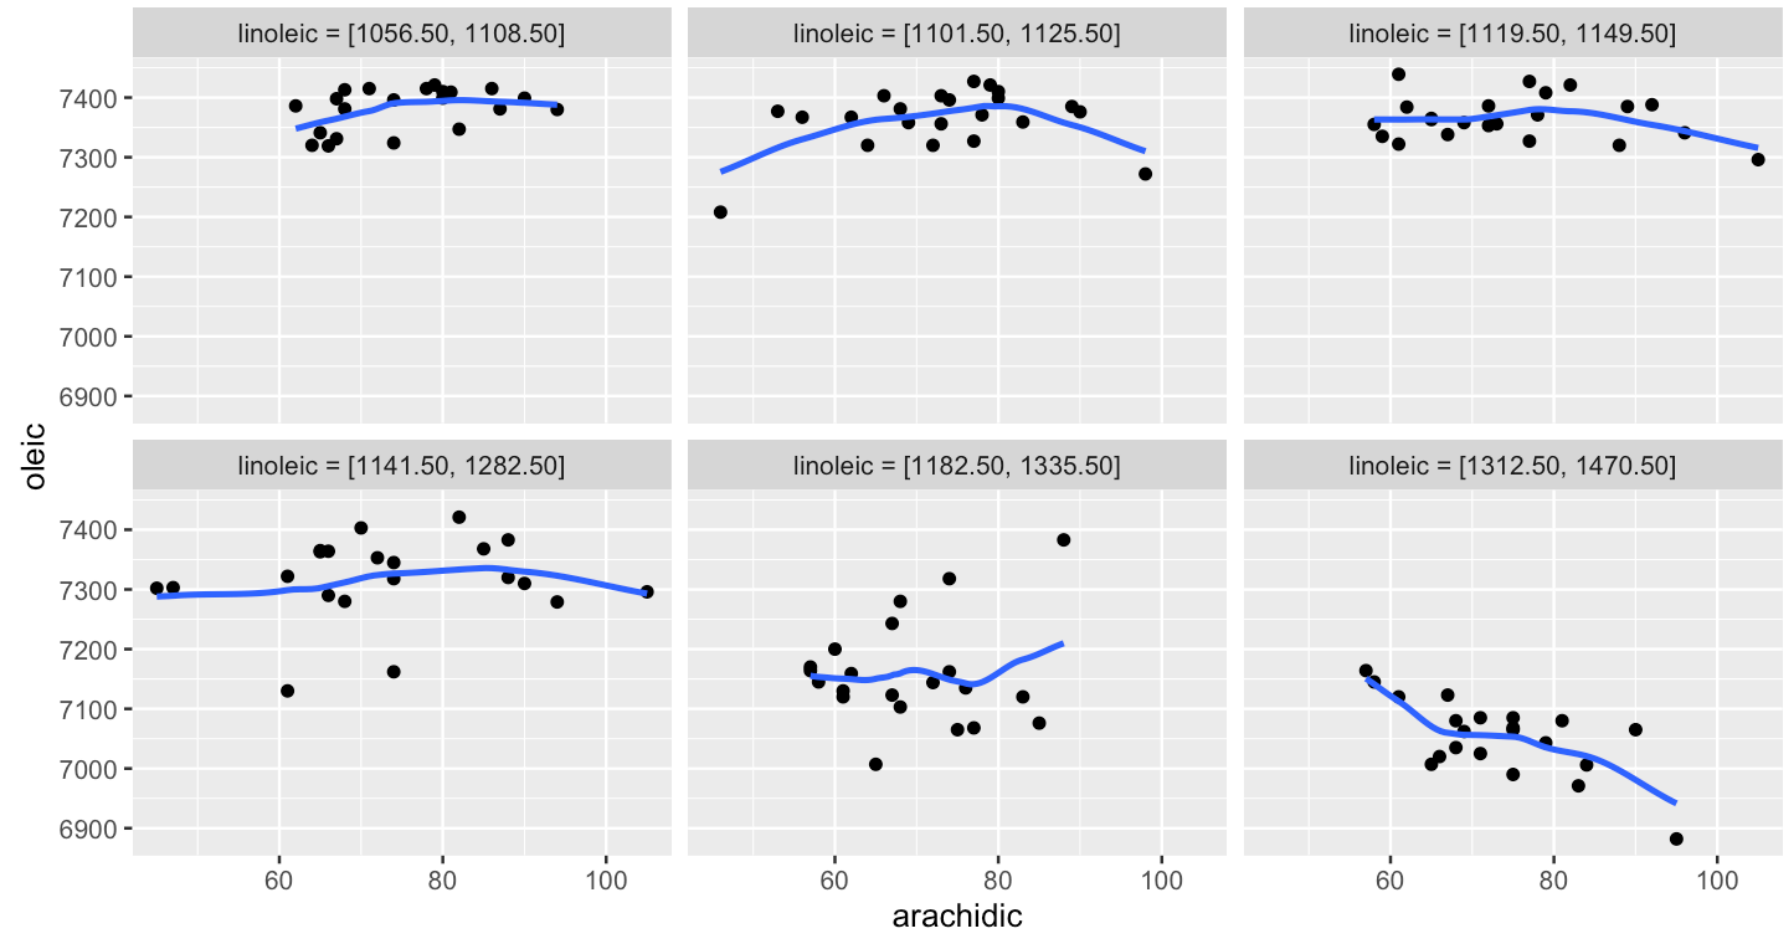 linoleic = [1056.50, 1108.50]
linoleic = [1101.50, 1125.50]
linoleic = [1119.50, 1149.50]
7400
7300
7200
7100
7000
6900
oleic
linoleic = [1141.50, 1282.50]
linoleic = [1182.50, 1335.50]
linoleic = [1312.50, 1470.50]
7400
7300
7200
7100
7000
6900
60 80 100
60 80 100
60 80 100
arachidic